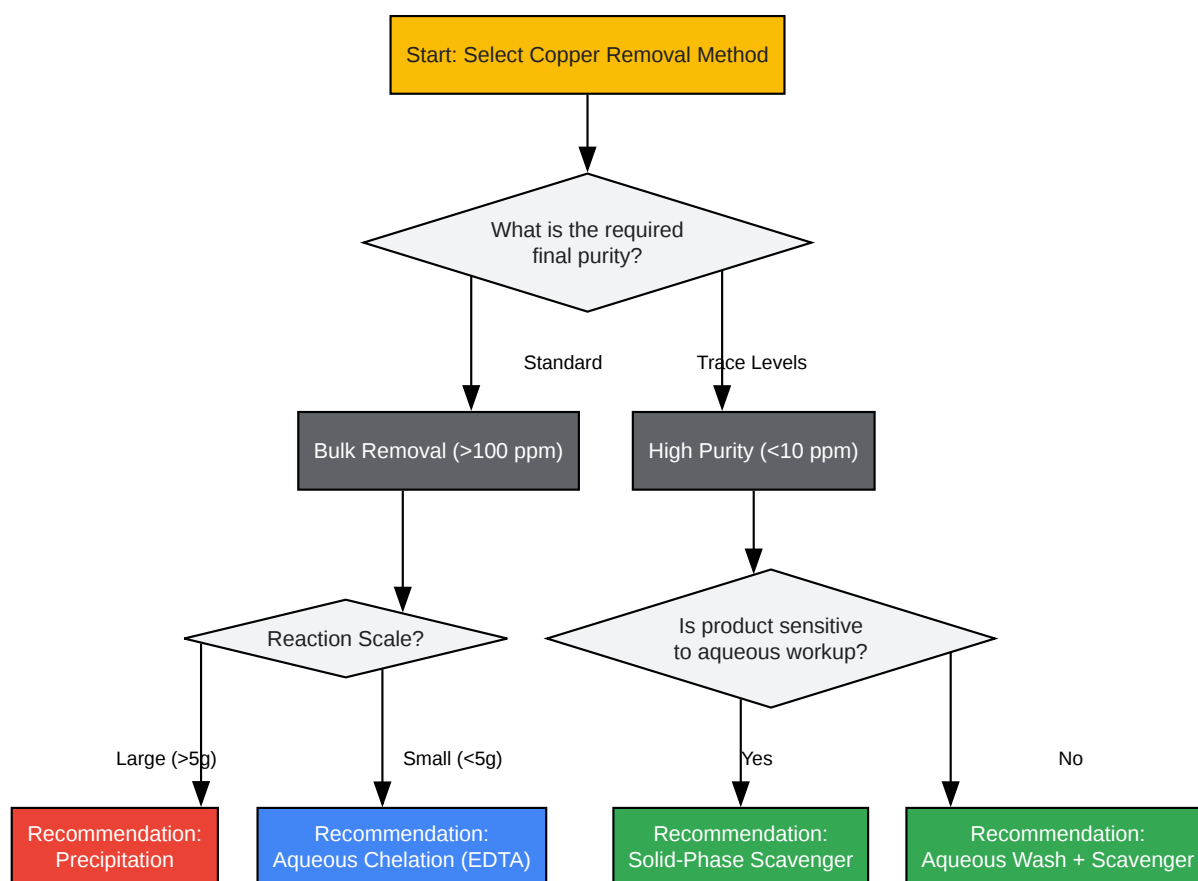 Start: Select Copper Removal Method
What is the required
final purity?
Standard
Trace Levels
Bulk Removal (>100 ppm)
High Purity (<10 ppm)
Reaction Scale?
Is product sensitive
to aqueous workup?
Large (>5g)
Small (<5g)
Yes
No
Recommendation:
Precipitation
Recommendation:
Aqueous Chelation (EDTA)
Recommendation:
Solid-Phase Scavenger
Recommendation:
Aqueous Wash + Scavenger